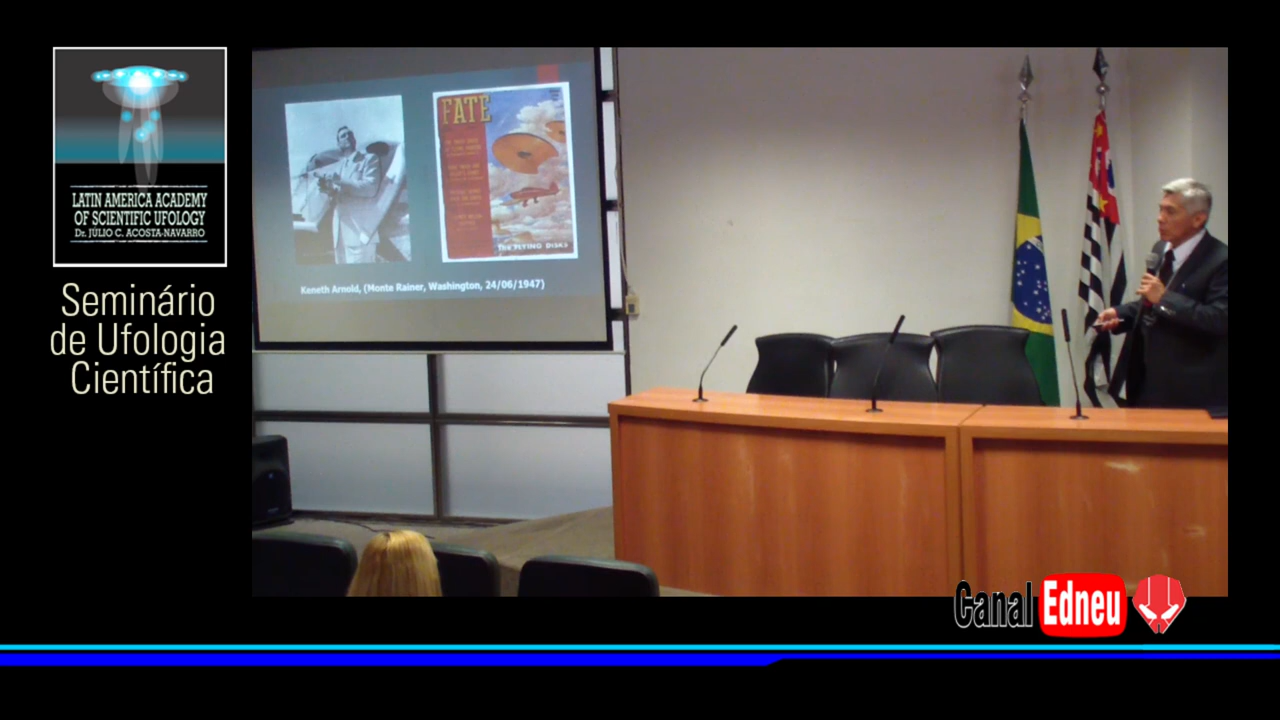 LATIN AMERICA ACADEMY
OF SCIENTIFIC UFOLOGY
Dr. JÚLIO C. ACOSTA-NAVARRO
Seminário
de Ufologia
Científica
FATE
THE FLYING DISKS
Keneth Arnold, (Monte Rainer, Washington, 24/06/1947)
Canal Edneu